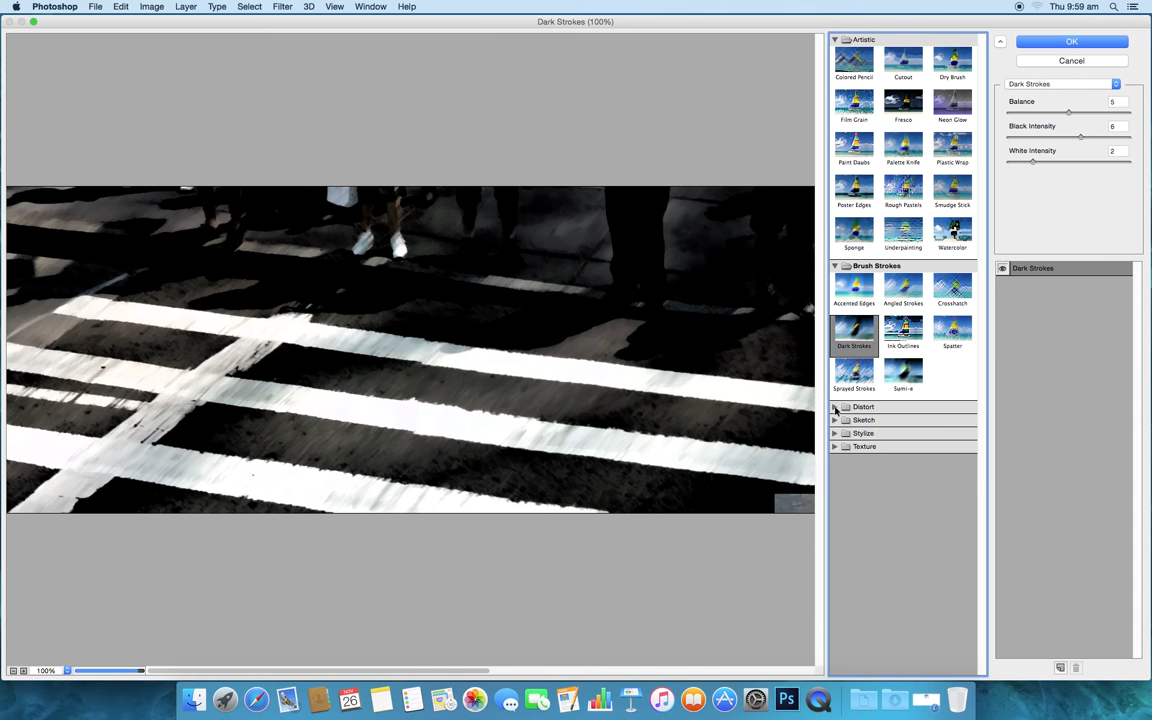 Photoshop File Edit Image Layer Type Select Filter 3D View Window Help Thu 9:59 am
Dark Strokes (100%)
Artistic
Colored Pencil Cutout Dry Brush
Film Grain Fresco Neon Glow
Paint Daubs Palette Knife Plastic Wrap
Poster Edges Rough Pastels Smudge Stick
Sponge Underpainting Watercolor
Brush Strokes
Accented Edges Angled Strokes Crosshatch
Dark Strokes Ink Outlines Spatter
Sprayed Strokes Sumi-e
Distort
Sketch
Stylize
Texture
OK
Cancel
Dark Strokes
Balance 5
Black Intensity 6
White Intensity 2
Dark Strokes
100%
NOV
26
Ps